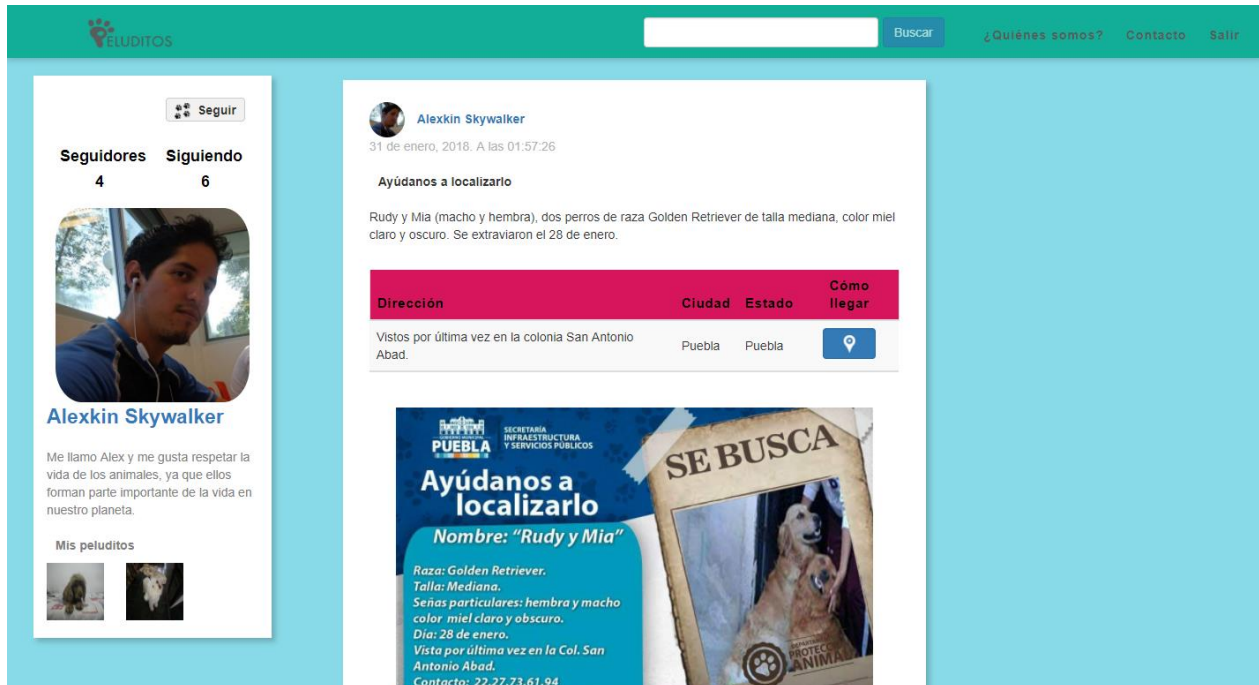 PELUDITOS
Buscar
¿Quiénes somos?
Contacto
Salir
Seguir
Seguidores Siguiendo
4 6
Alexkin Skywalker
Me llamo Alex y me gusta respetar la
vida de los animales, ya que ellos
forman parte importante de la vida en
nuestro planeta.
Mis peluditos
Alexkin Skywalker
31 de enero, 2018. A las 01:57:26
Ayúdanos a localizarlo
Rudy y Mia (macho y hembra), dos perros de raza Golden Retriever de talla mediana, color miel
claro y oscuro. Se extraviaron el 28 de enero.
Dirección Ciudad Estado Cómo
llegar
Vistos por última vez en la colonia San Antonio
Abad.
Puebla Puebla
PUEBLA
SECRETARÍA
INFRAESTRUCTURA
Y SERVICIOS PÚBLICOS
Ayúdanos a
localizarlo
Nombre: “Rudy y Mia”
Raza: Golden Retriever.
Talla: Mediana.
Señas particulares: hembra y macho
color miel claro y obscuro.
Día: 28 de enero.
Vista por última vez en la Col. San
Antonio Abad.
Contacto: 22.27.73.61.94
SE BUSCA
ANIMAL